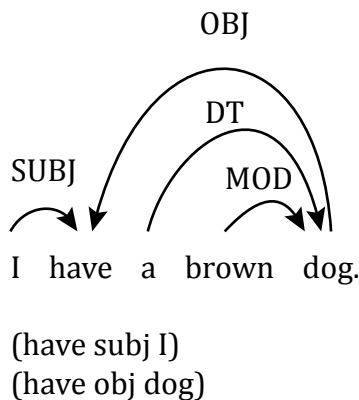 OBJ
DT
SUBJ
MOD
I have a brown dog.
(have subj I)
(have obj dog)